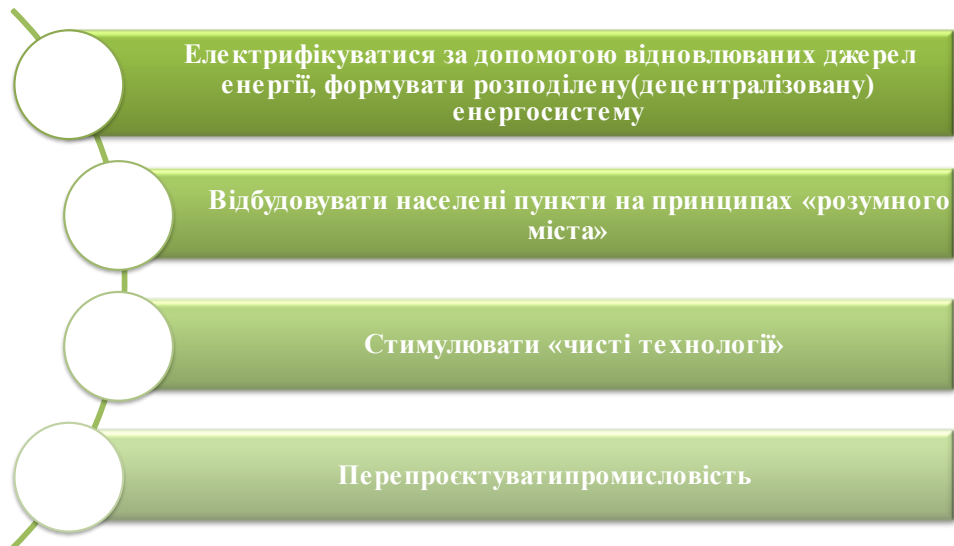 Електрифікуватися за допомогою відновлюваних джерел
енергії, формувати розподілену(децентралізовану)
енергосистему
Відбудовувати населені пункти на принципах «розумного
міста»
Стимулювати «чисті технології»
Перепроєктуватипромисловість